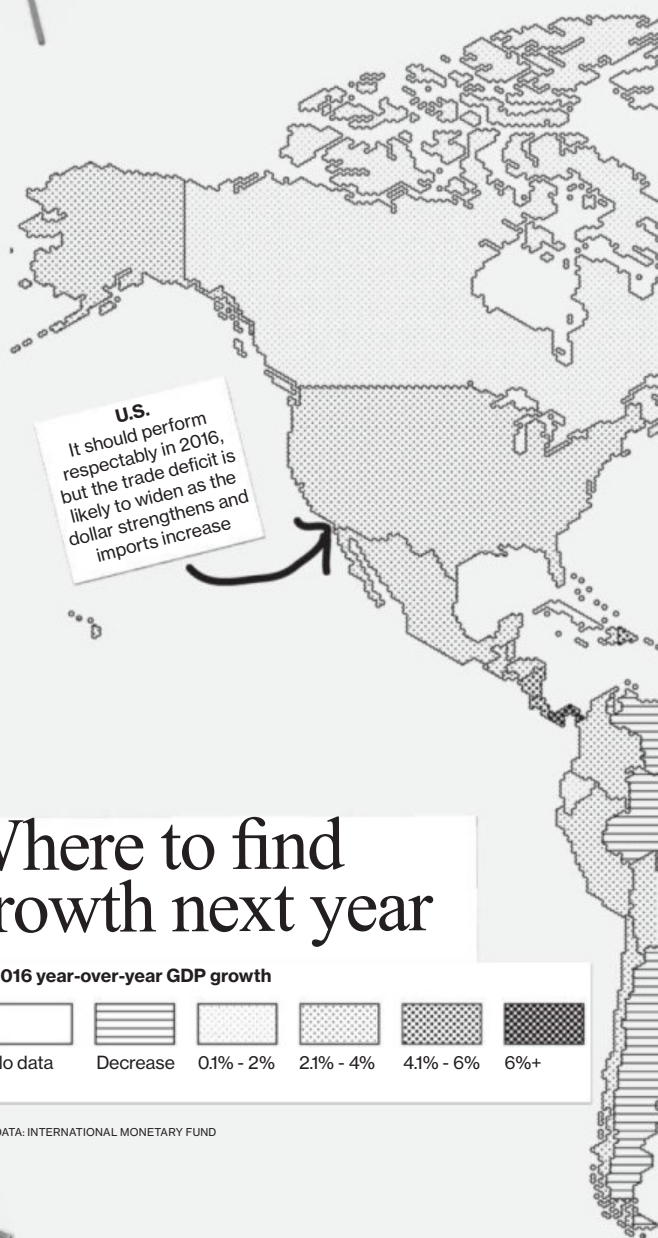 U.S.
It should perform
respectably in 2016,
but the trade deficit is
likely to widen as the
dollar strengthens and
imports increase
Where to find
rowth next year
016 year-over-year GDP growth
lo data
Decrease
0.1% - 2%
2.1% - 4%
4.1% - 6%
6%+
DATA: INTERNATIONAL MONETARY FUND